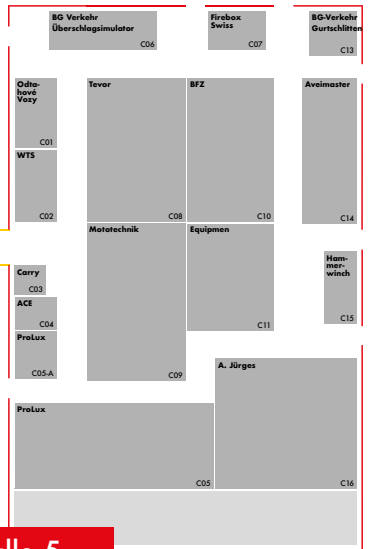 BG Verkehr
Überschlagsimulator
C06
Firebox
Swiss
C07
BG-Verkehr
Gurtschlitten
C13
Odta-
hové
Vozy
C01
Tevor
C08
BFZ
C10
Aveimaster
C14
WTS
C02
Mototechnik
C09
Equipmen
C11
Ham-
mer-
winch
C15
Carry
C03
ACE
C04
ProLux
C05-A
A. Jürges
C16
ProLux
C05